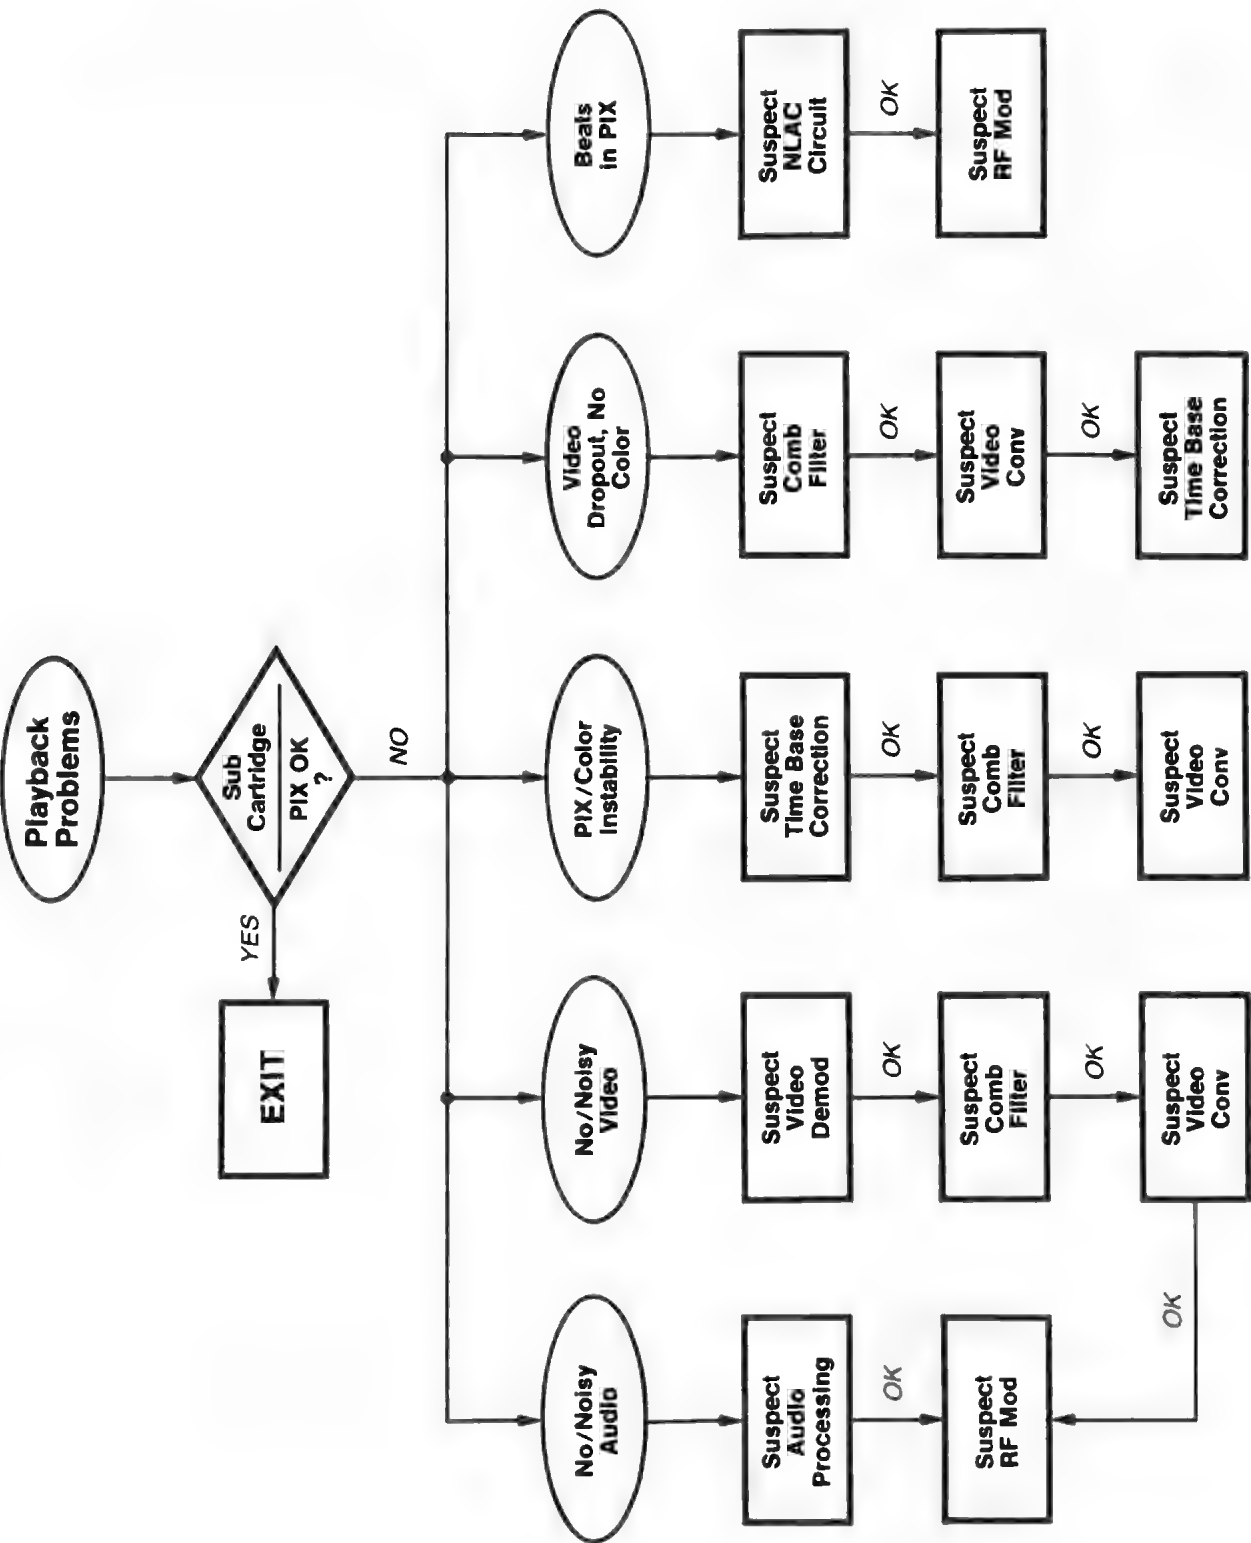 Playback
Problems
Sub
Cartridge
PIX OK
?
YES
EXIT
NO
No/Noisy
Audio
Suspect
Audio
Processing
OK
Suspect
RF Mod
No/Noisy
Video
Suspect
Video
Demod
OK
Suspect
Comb
Filter
OK
Suspect
Video
Conv
OK
PIX/Color
Instability
Suspect
Time Base
Correction
OK
Suspect
Comb
Filter
OK
Suspect
Video
Conv
Video
Dropout, No
Color
Suspect
Comb
Filter
OK
Suspect
Video
Conv
OK
Suspect
Time Base
Correction
Beats
in PIX
Suspect
NLAC
Circuit
OK
Suspect
RF Mod